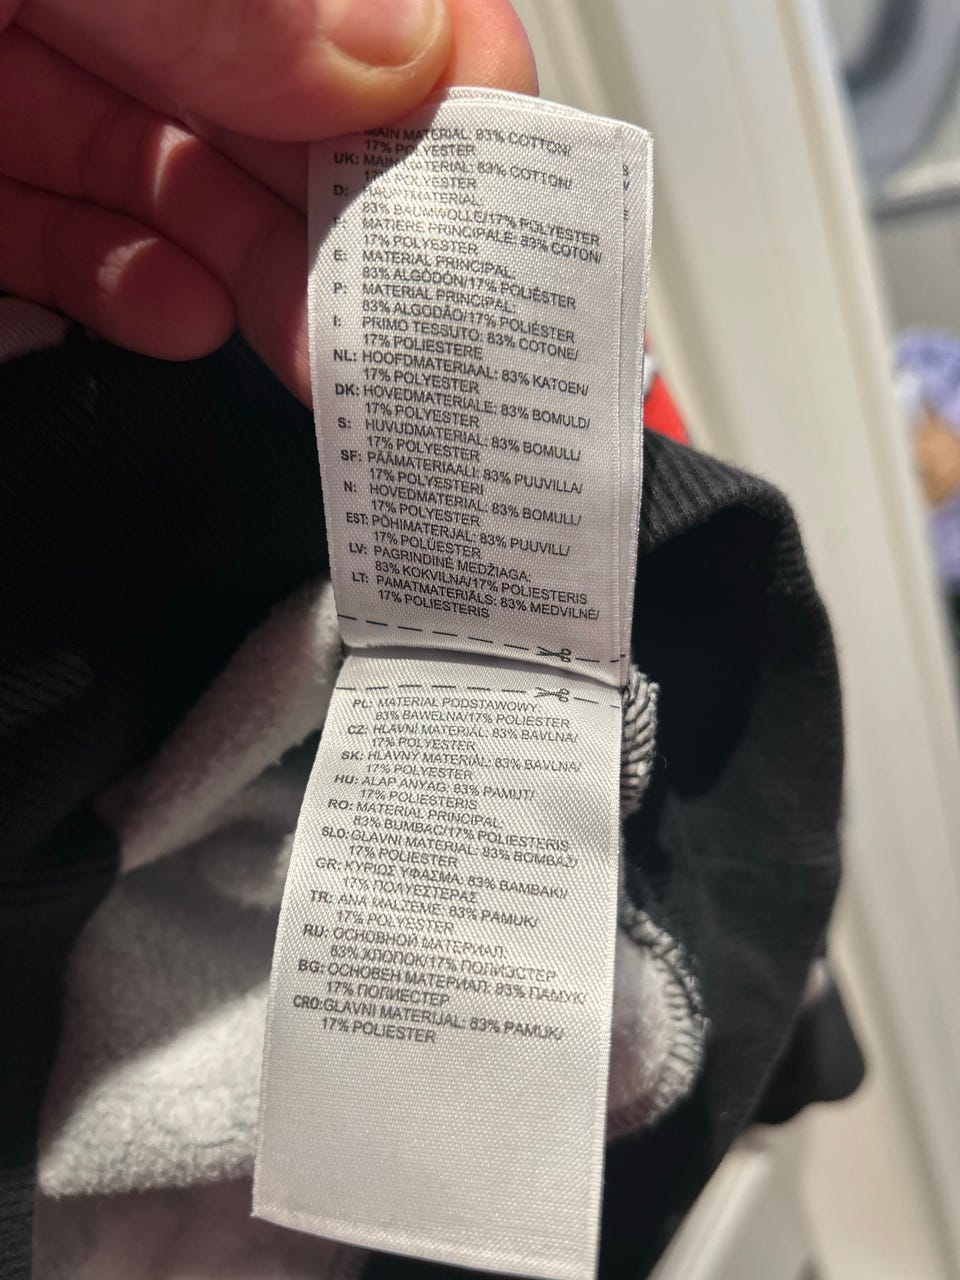 MAIN MATERIAL: 83% COTTON/
17% POLYESTER
UK: MAIN MATERIAL: 83% COTTON/
17% POLYESTER
D: MATERIAL:
83% BAUMWOLLE/17% POLYESTER
F: MATIERE PRINCIPALE: 83% COTON/
17% POLYESTER
E: MATERIAL PRINCIPAL:
83% ALGODÓN/17% POLIÉSTER
P: MATERIAL PRINCIPAL:
83% ALGODÃO/17% POLIÉSTER
I: PRIMO TESSUTO: 83% COTONE/
17% POLIESTERE
NL: HOOFDMATERIAAL: 83% KATOEN/
17% POLYESTER
DK: HOVEDMATERIALE: 83% BOMULD/
17% POLYESTER
S: HUVUDMATERIAL: 83% BOMULL/
17% POLYESTER
SF: PÄÄMATERIAALI: 83% PUUVILLA/
17% POLYESTERI
N: HOVEDMATERIAL: 83% BOMULL/
17% POLYESTER
EST: PÕHIMATERJAL: 83% PUUVILL/
17% POLÜESTER
LV: PAGRINDINĖ MEDŽIAGA:
83% KOKVILNA/17% POLIESTERIS
LT: PAMATMATERIĀLS: 83% MEDVILNĖ/
17% POLIESTERIS
PL: MATERIAŁ PODSTAWOWY
83% BAWEŁNA/17% POLIESTER
CZ: HLAVNÍ MATERIÁL: 83% BAVLNA/
17% POLYESTER
SK: HLAVNÝ MATERIÁL: 83% BAVLNA/
17% POLYESTER
HU: ALAP ANYAG: 83% PAMUT/
17% POLIESTERIS
RO: MATERIAL PRINCIPAL:
83% BUMBAC/17% POLIESTERIS
SLO: GLAVNI MATERIAL: 83% BOMBAŽ/
17% POLIESTER
GR: ΚΥΡΙΩΣ ΥΦΑΣΜΑ: 83% ΒΑΜΒΑΚΙ/
17% ΠΟΛΥΕΣΤΕΡΑΣ
TR: ANA MALZEME: 83% PAMUK/
17% POLYESTER
RU: ОСНОВНОЙ МАТЕРИАЛ:
83% ХЛОПОК/17% ПОЛИЭСТЕР
BG: ОСНОВЕН МАТЕРИАЛ: 83% ПАМУК/
17% ПОЛИЕСТЕР
CRO: GLAVNI MATERIJAL: 83% PAMUK/
17% POLIESTER